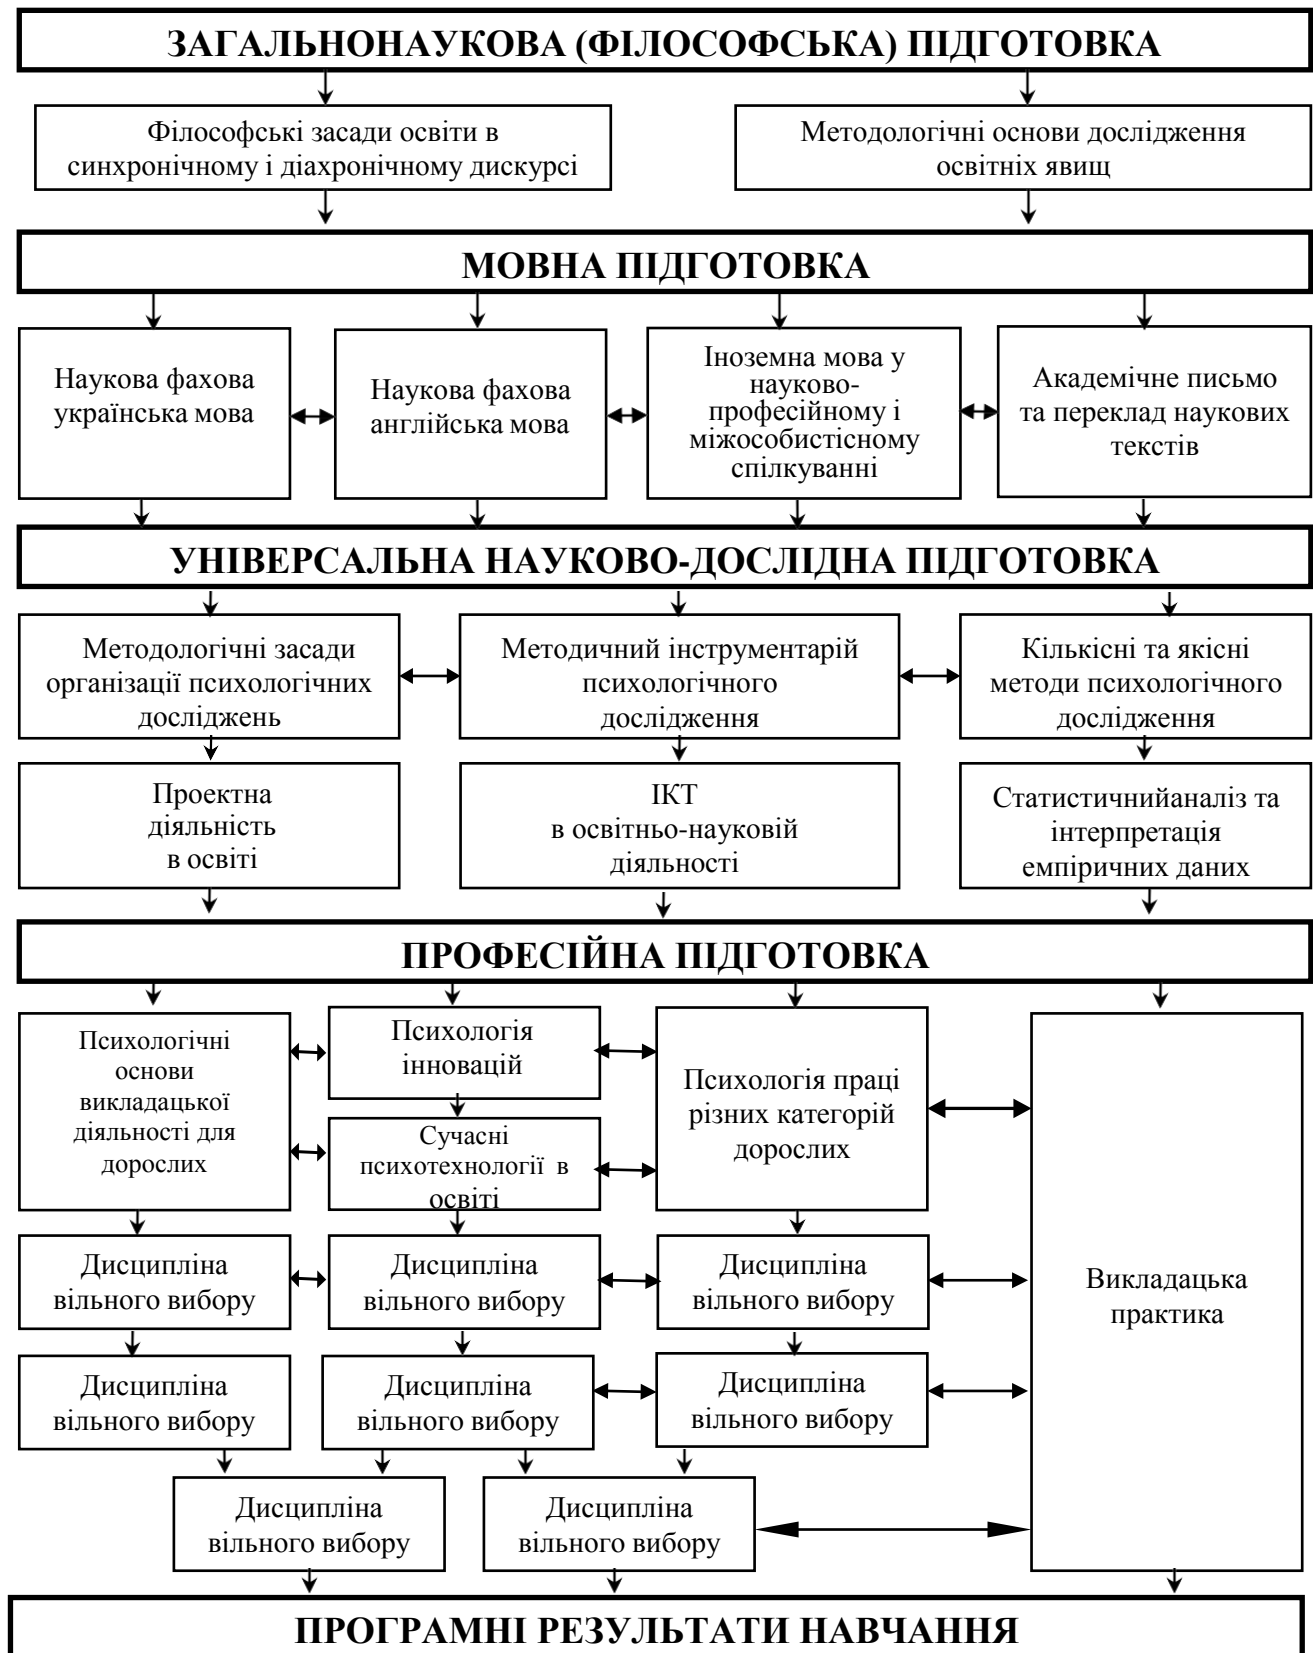 ЗАГАЛЬНОНАУКОВА (ФІЛОСОФСЬКА) ПІДГОТОВКА
Філософські засади освіти в
синхронічному і діахронічному дискурсі
Методологічні основи дослідження
освітніх явищ
МОВНА ПІДГОТОВКА
Наукова фахова
українська мова
Наукова фахова
англійська мова
Іноземна мова у
науково-
професійному і
міжособистісному
спілкуванні
Академічне письмо
та переклад наукових
текстів
УНІВЕРСАЛЬНА НАУКОВО-ДОСЛІДНА ПІДГОТОВКА
Методологічні засади
організації психологічних
досліджень
Методичний інструментарій
психологічного
дослідження
Кількісні та якісні
методи психологічного
дослідження
Проектна
діяльність
в освіті
ІКТ
в освітньо-науковій
діяльності
Статистичнийаналіз та
інтерпретація
емпіричних даних
ПРОФЕСІЙНА ПІДГОТОВКА
Психологічні
основи
викладацької
діяльності для
дорослих
Психологія
інновацій
Сучасні
психотехнології в
освіті
Психологія праці
різних категорій
дорослих
Викладацька
практика
Дисципліна
вільного вибору
Дисципліна
вільного вибору
Дисципліна
вільного вибору
Дисципліна
вільного вибору
Дисципліна
вільного вибору
Дисципліна
вільного вибору
Дисципліна
вільного вибору
Дисципліна
вільного вибору
ПРОГРАМНІ РЕЗУЛЬТАТИ НАВЧАННЯ